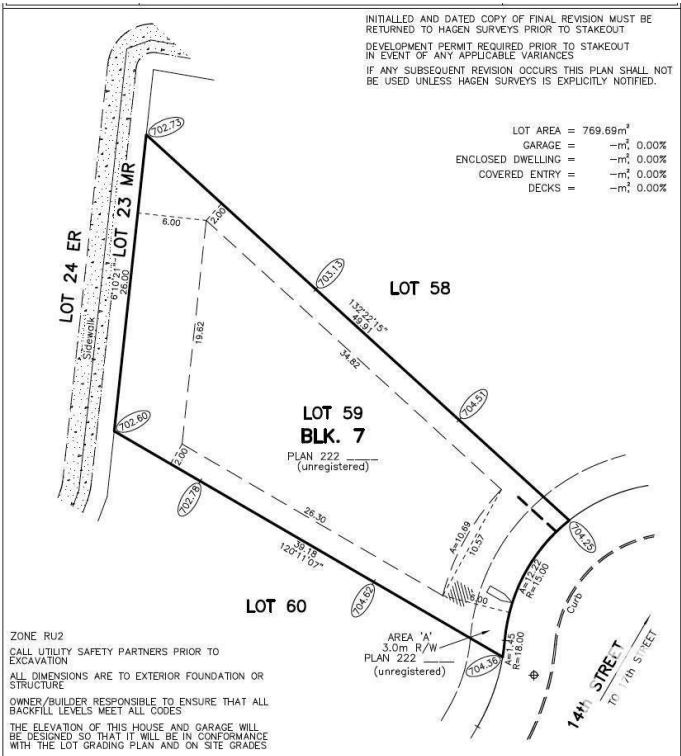 INITIALLED AND DATED COPY OF FINAL REVISION MUST BE
RETURNED TO HAGEN SURVEYS PRIOR TO STAKEOUT
DEVELOPMENT PERMIT REQUIRED PRIOR TO STAKEOUT
IN EVENT OF ANY APPLICABLE VARIANCES
IF ANY SUBSEQUENT REVISION OCCURS THIS PLAN SHALL NOT
BE USED UNLESS HAGEN SURVEYS IS EXPLICITLY NOTIFIED.
LOT AREA = 769.69m²
GARAGE = -m², 0.00%
ENCLOSED DWELLING = -m², 0.00%
COVERED ENTRY = -m², 0.00%
DECKS = -m², 0.00%
702.73
LOT 23 MR
LOT 24 ER
6.00
2.00
6°10'21"
26.00
Sidewalk
703.13
LOT 58
132°22'15"
49.91
34.82
19.62
704.51
LOT 59
BLK. 7
PLAN 222 ____
(unregistered)
702.60
2.00
702.78
26.30
39.18
120°11'07"
A=10.69
10.57
704.25
A=12.22
R=15.00
6.00
Curb
704.62
LOT 60
AREA 'A'
3.0m R/W
PLAN 222 ____
(unregistered)
704.36
A=1.45
R=18.00
14th STREET
TO 17th STREET
ZONE RU2
CALL UTILITY SAFETY PARTNERS PRIOR TO
EXCAVATION
ALL DIMENSIONS ARE TO EXTERIOR FOUNDATION OR
STRUCTURE
OWNER/BUILDER RESPONSIBLE TO ENSURE THAT ALL
BACKFILL LEVELS MEET ALL CODES
THE ELEVATION OF THIS HOUSE AND GARAGE WILL
BE DESIGNED SO THAT IT WILL BE IN CONFORMANCE
WITH THE LOT GRADING PLAN AND ON SITE GRADES